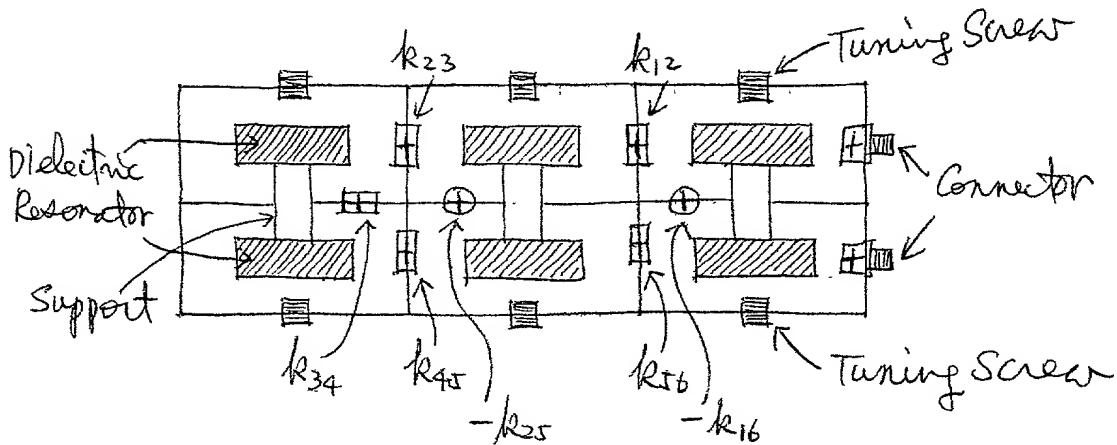 k23
k12
Tuning Screw
Dielectric
Resonator
Connector
Support
k34
k45
-k25
k56
-k16
Tuning Screw